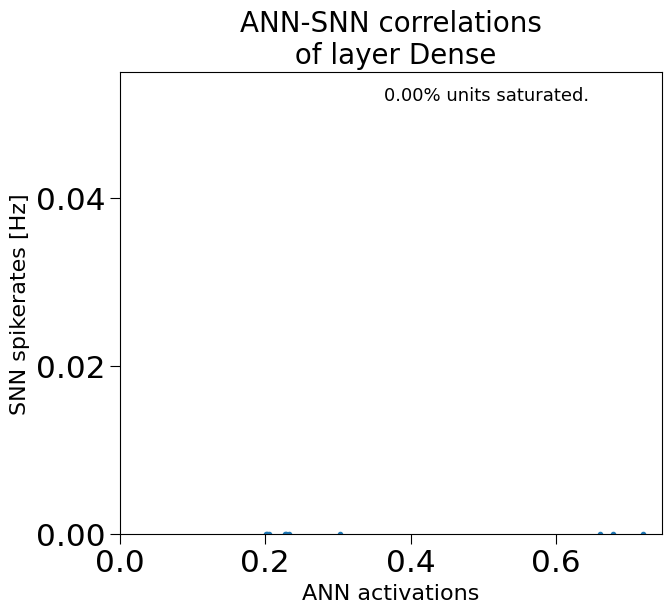 ANN-SNN correlations
of layer Dense
0.00% units saturated.
0.04
0.02
0.00
SNN spikerates [Hz]
0.0 0.2 0.4 0.6
ANN activations